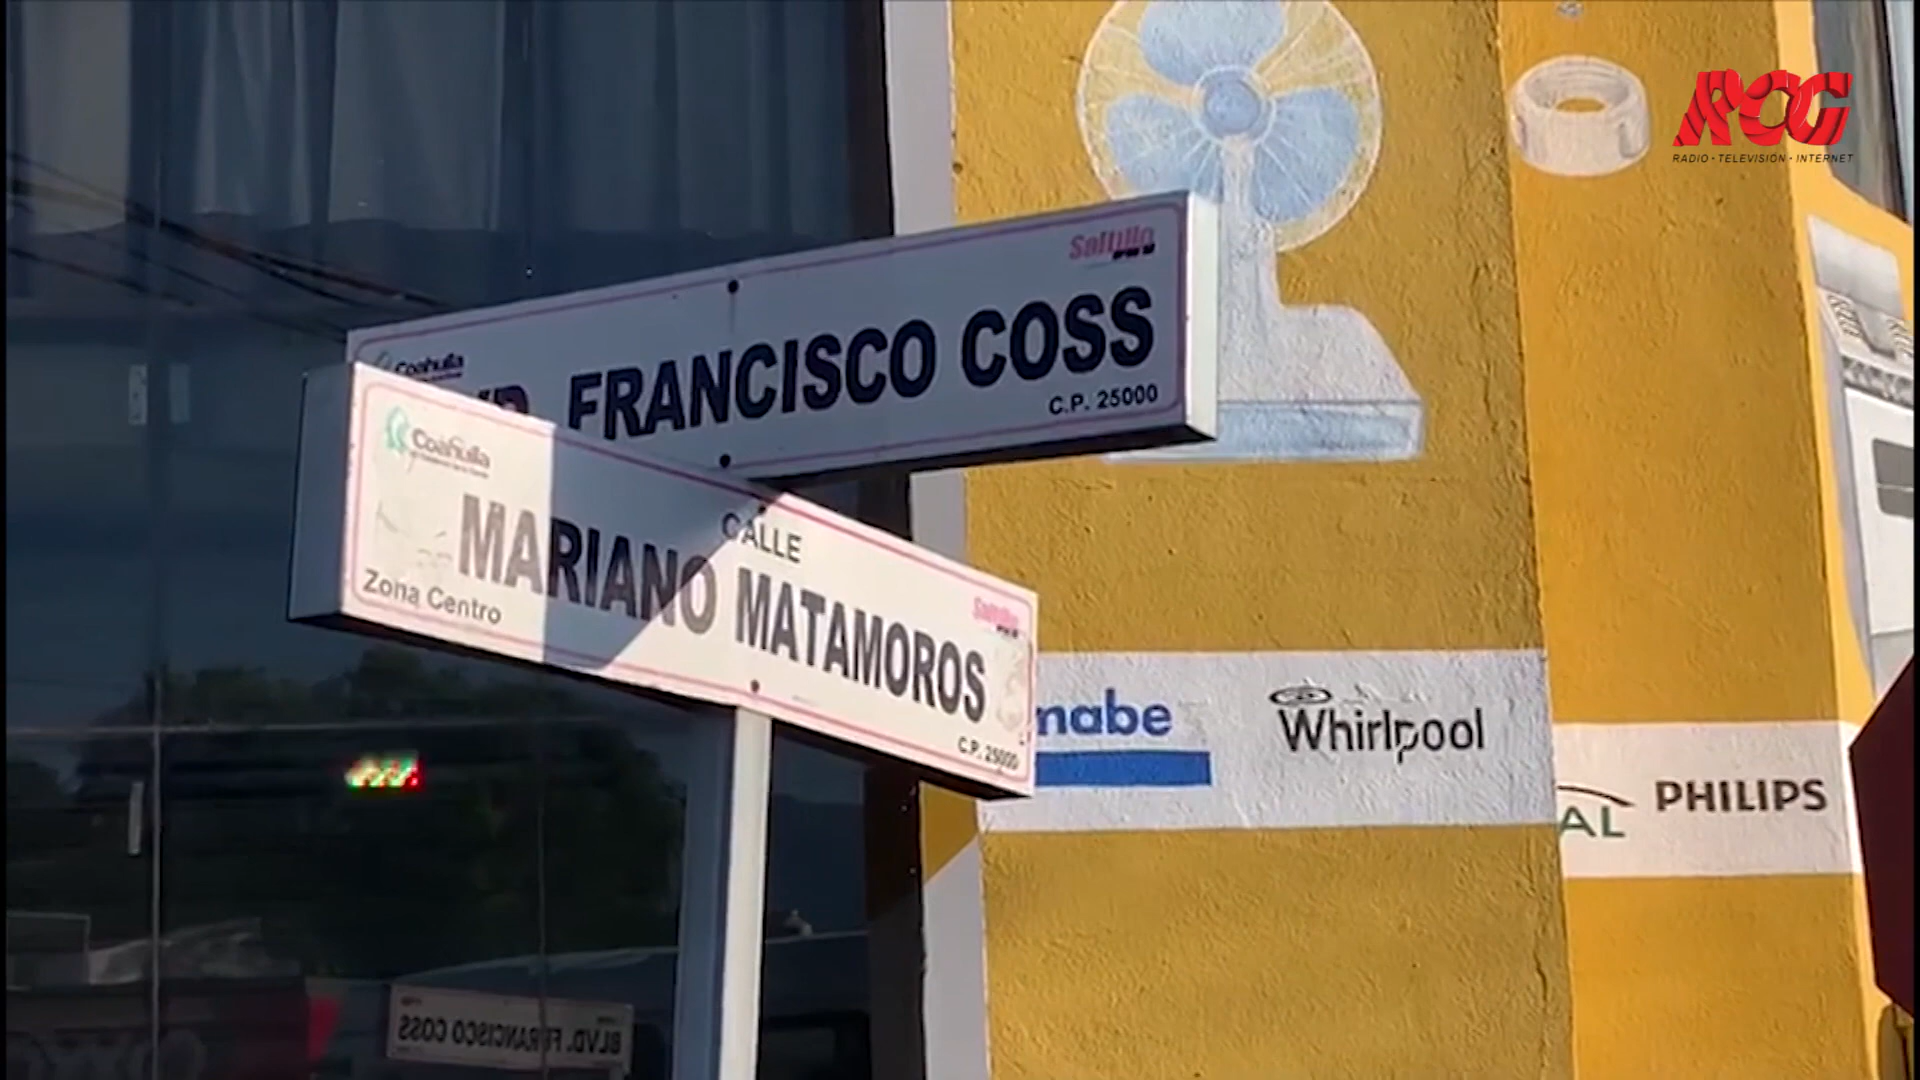 RCG
RADIO • TELEVISIÓN • INTERNET
Saltillo
Coahuila
FRANCISCO COSS
C.P. 25000
Coahuila
CALLE
MARIANO MATAMOROS
Zona Centro
Saltillo
C.P. 25000
mabe
Whirlpool
AL
PHILIPS
BLVD. FRANCISCO COSS